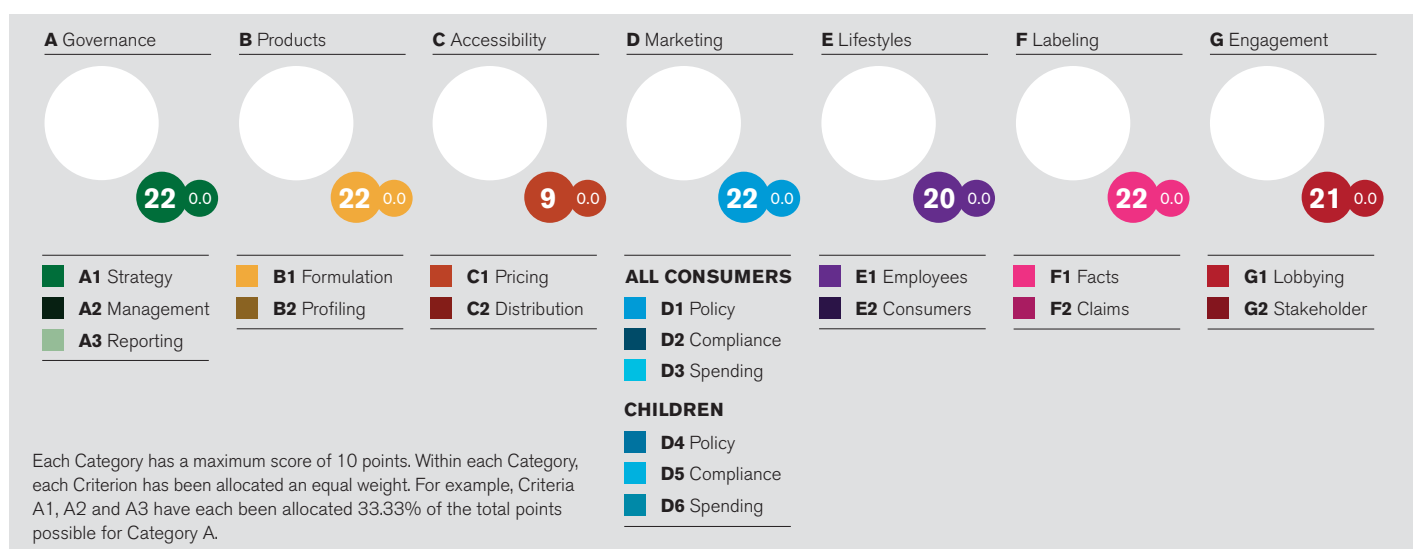 A Governance
B Products
C Accessibility
D Marketing
E Lifestyles
F Labeling
G Engagement
22 0.0
22 0.0
9 0.0
22 0.0
20 0.0
22 0.0
21 0.0
A1 Strategy
A2 Management
A3 Reporting
B1 Formulation
B2 Profiling
C1 Pricing
C2 Distribution
ALL CONSUMERS
D1 Policy
D2 Compliance
D3 Spending
CHILDREN
D4 Policy
D5 Compliance
D6 Spending
E1 Employees
E2 Consumers
F1 Facts
F2 Claims
G1 Lobbying
G2 Stakeholder
Each Category has a maximum score of 10 points. Within each Category,
each Criterion has been allocated an equal weight. For example, Criteria
A1, A2 and A3 have each been allocated 33.33% of the total points
possible for Category A.